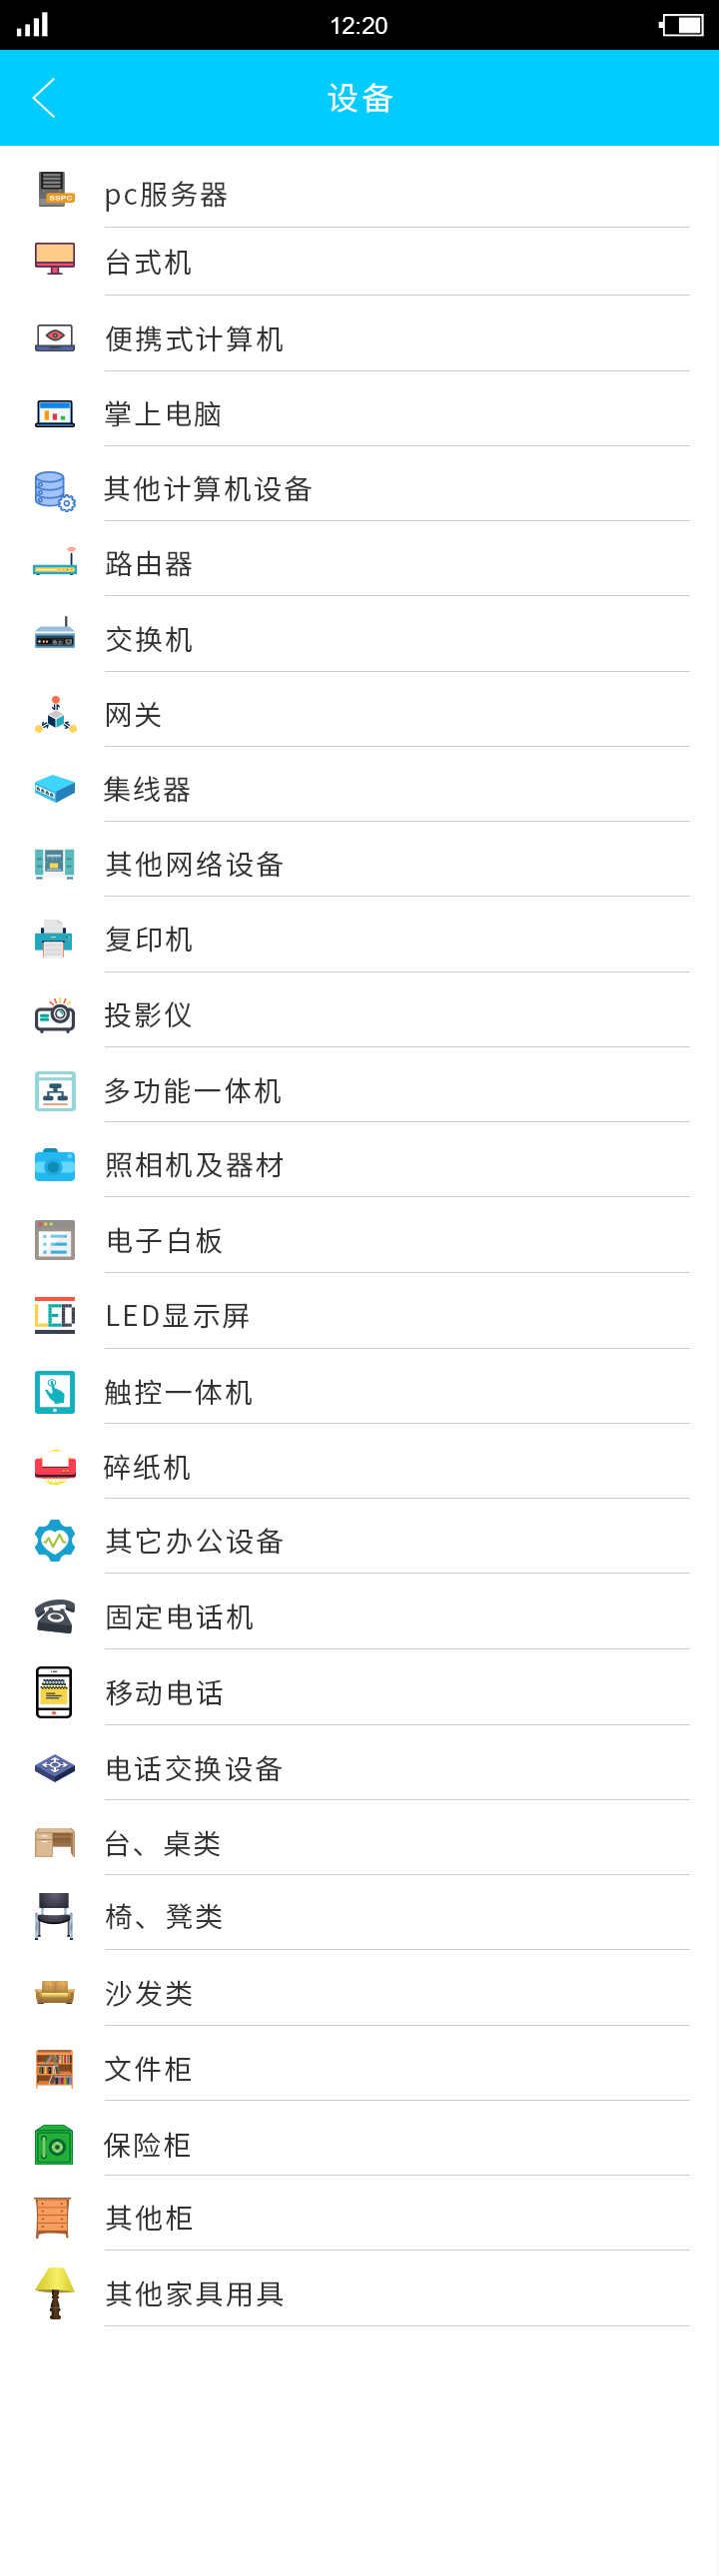 12:20
设备
SSPC
pc服务器
台式机
便携式计算机
掌上电脑
其他计算机设备
路由器
交换机
网关
集线器
其他网络设备
复印机
投影仪
多功能一体机
照相机及器材
电子白板
LED
LED显示屏
触控一体机
碎纸机
其它办公设备
固定电话机
移动电话
电话交换设备
台、桌类
椅、凳类
沙发类
文件柜
保险柜
其他柜
其他家具用具